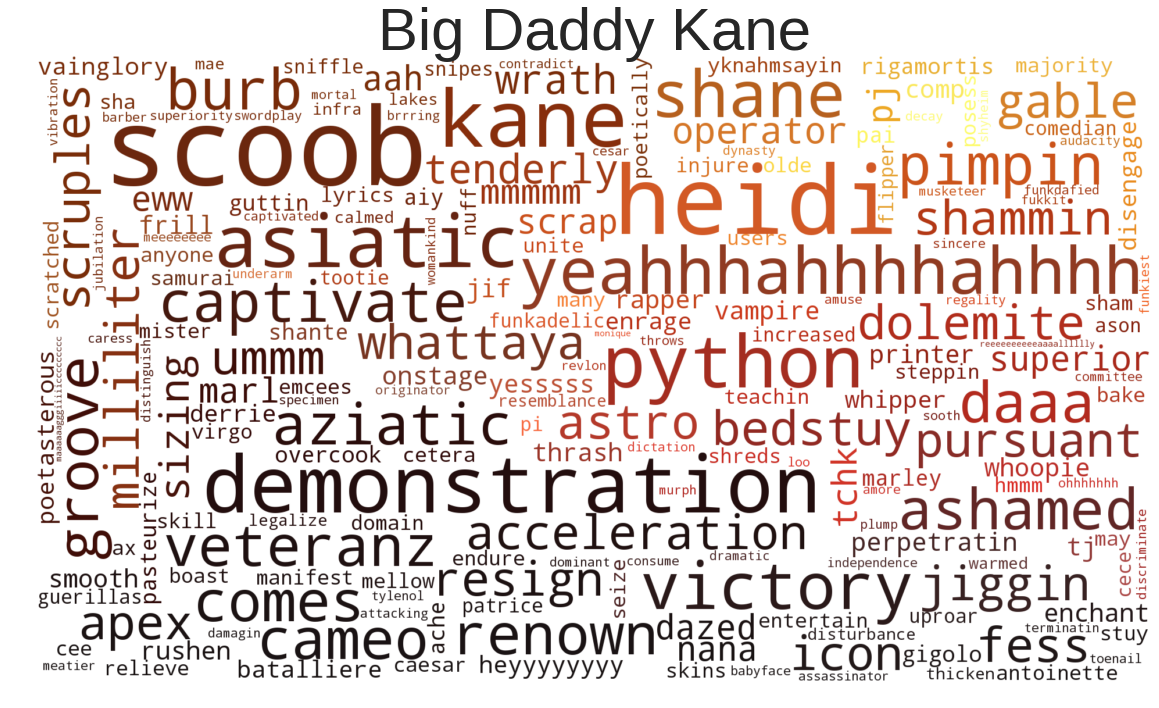 Big Daddy Kane
vainglory mae sniffle aah snipes contradict wrath poetically yknahmsayin rigamortis majority
vibration scruples sha burb mortal infra lakes kane shane pj comp posess gable
barber superiority swordplay brrring cesar operator pai decay shyheim comedian
scoob tenderly dynasty injure olde audacity
eww lyrics aiy nuff mmmmm heidi flipper pimpin disengage
frill guttin captivated calmed womankind scrap musketeer funkdafied fukkit
meeeeeeee asiatic unite users shammin
scratched jubilation milliliter anyone sincere
samurai underarm tootie jif yeahhhahhhhahhhh funkiest
captivate many rapper vampire amuse regality sham
mister shante funkadelic enrage increased dolemite ason
caress distinguish whattaya monique throws reeeeeeeeeeaaaallllllly
poetasterous maaaaaagggiiiiicccccccccc groove sizing ummm onstage revlon python printer superior
marl emcees specimen originator yesssss steppin committee
derrie resemblance teachin whipper daaa bake
virgo aziatic pi astro bedstuy sooth pursuant
overcook cetera thrash dictation shreds loo tchk whoopie
pasteurize demonstration murph marley hmmm ohhhhhhh
amore ashamed
skill legalize domain acceleration plump
ax veteranz perpetratin tj may discriminate
smooth boast manifest mellow endure dominant consume dramatic independence warmed cece
guerillas comes tylenol resign seize victory jiggin
apex attacking ache patrice uproar enchant
damagin cameo renown dazed entertain terminatin stuy
cee rushen nana disturbance fess
meatier relieve batalliere caesar heyyyyyyyy skins babyface icon gigolo toenail
assassinator thicken antoinette